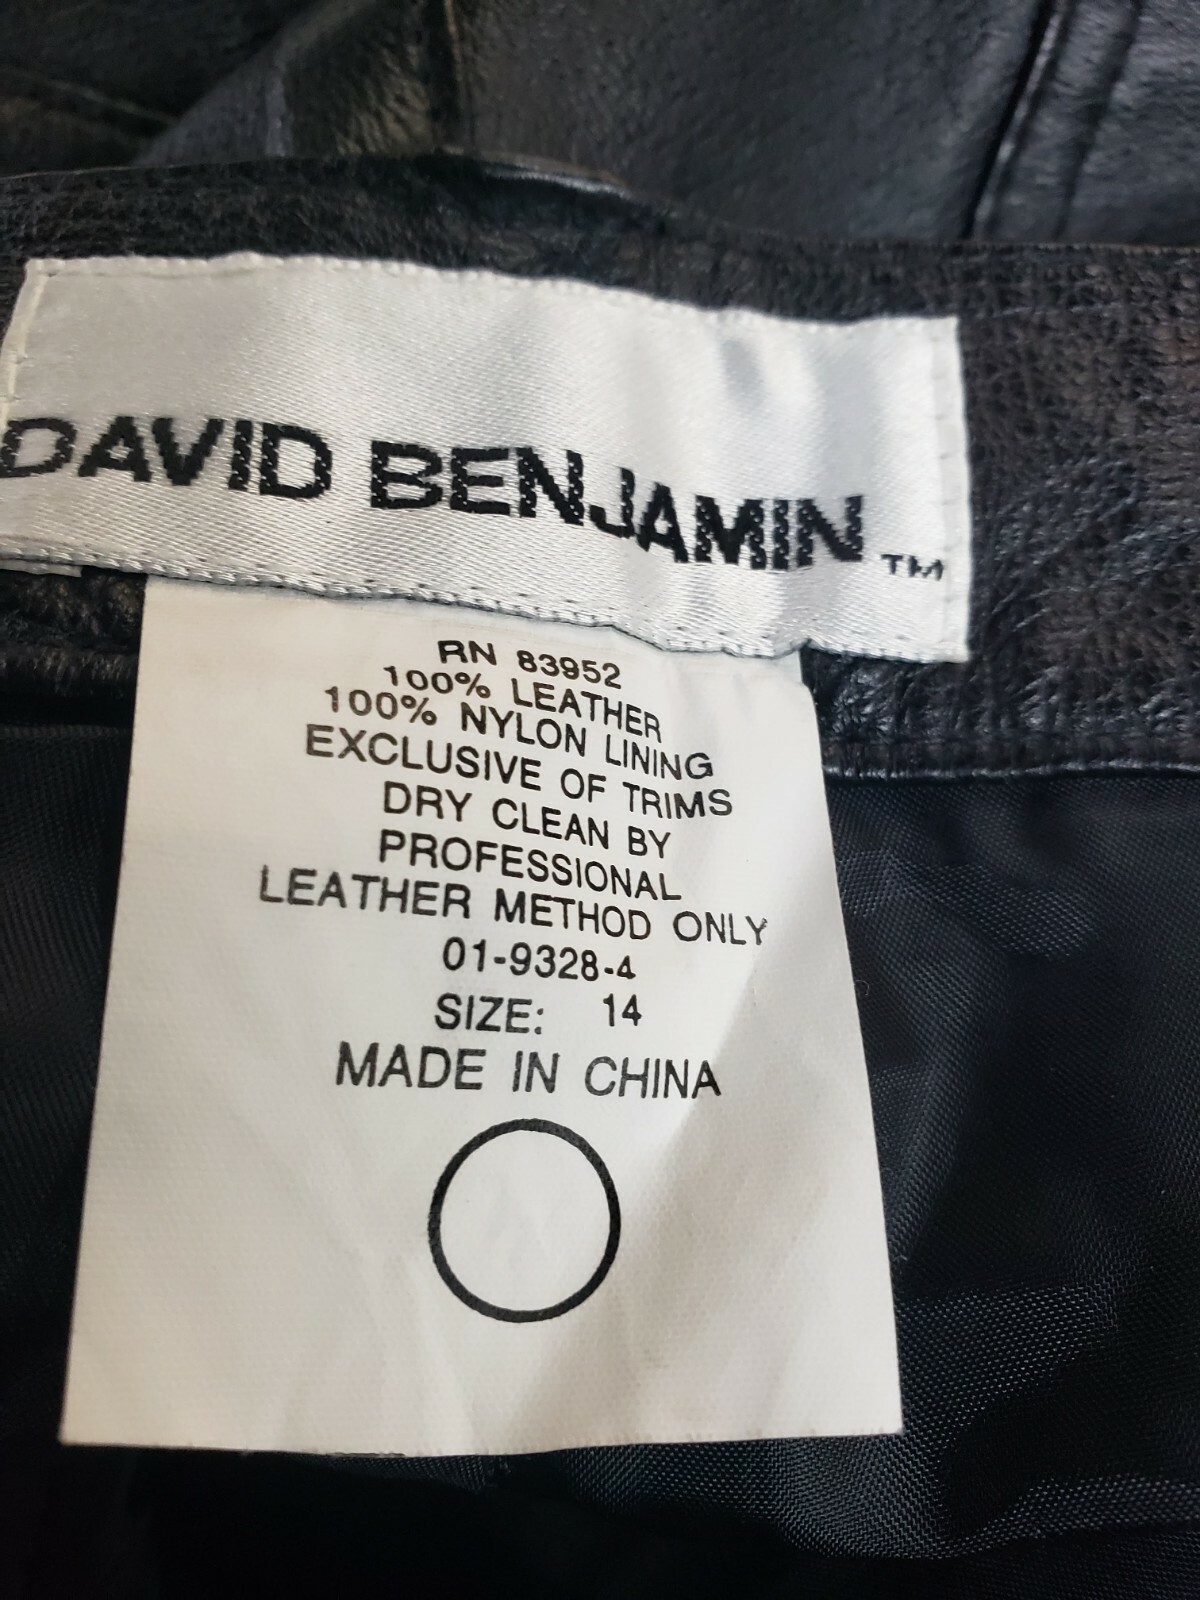 DAVID BENJAMIN ™
RN 83952
100% LEATHER
100% NYLON LINING
EXCLUSIVE OF TRIMS
DRY CLEAN BY
PROFESSIONAL
LEATHER METHOD ONLY
01-9328-4
SIZE: 14
MADE IN CHINA